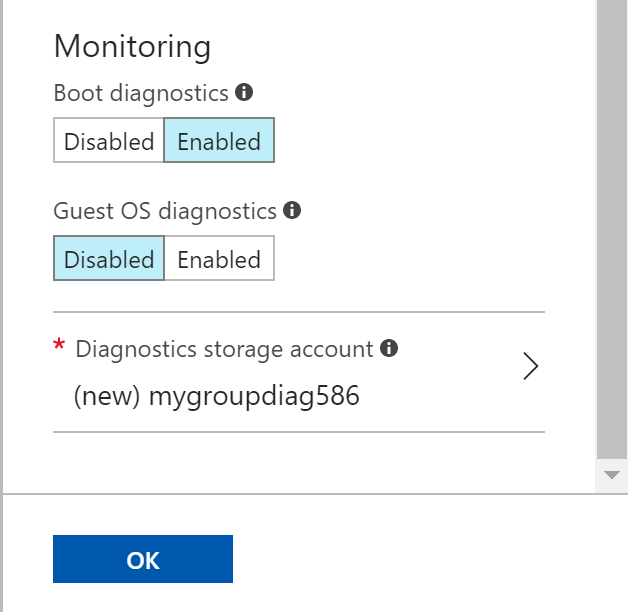 Monitoring
Boot diagnostics
Disabled Enabled
Guest OS diagnostics
Disabled Enabled
* Diagnostics storage account
(new) mygroupdiag586
OK